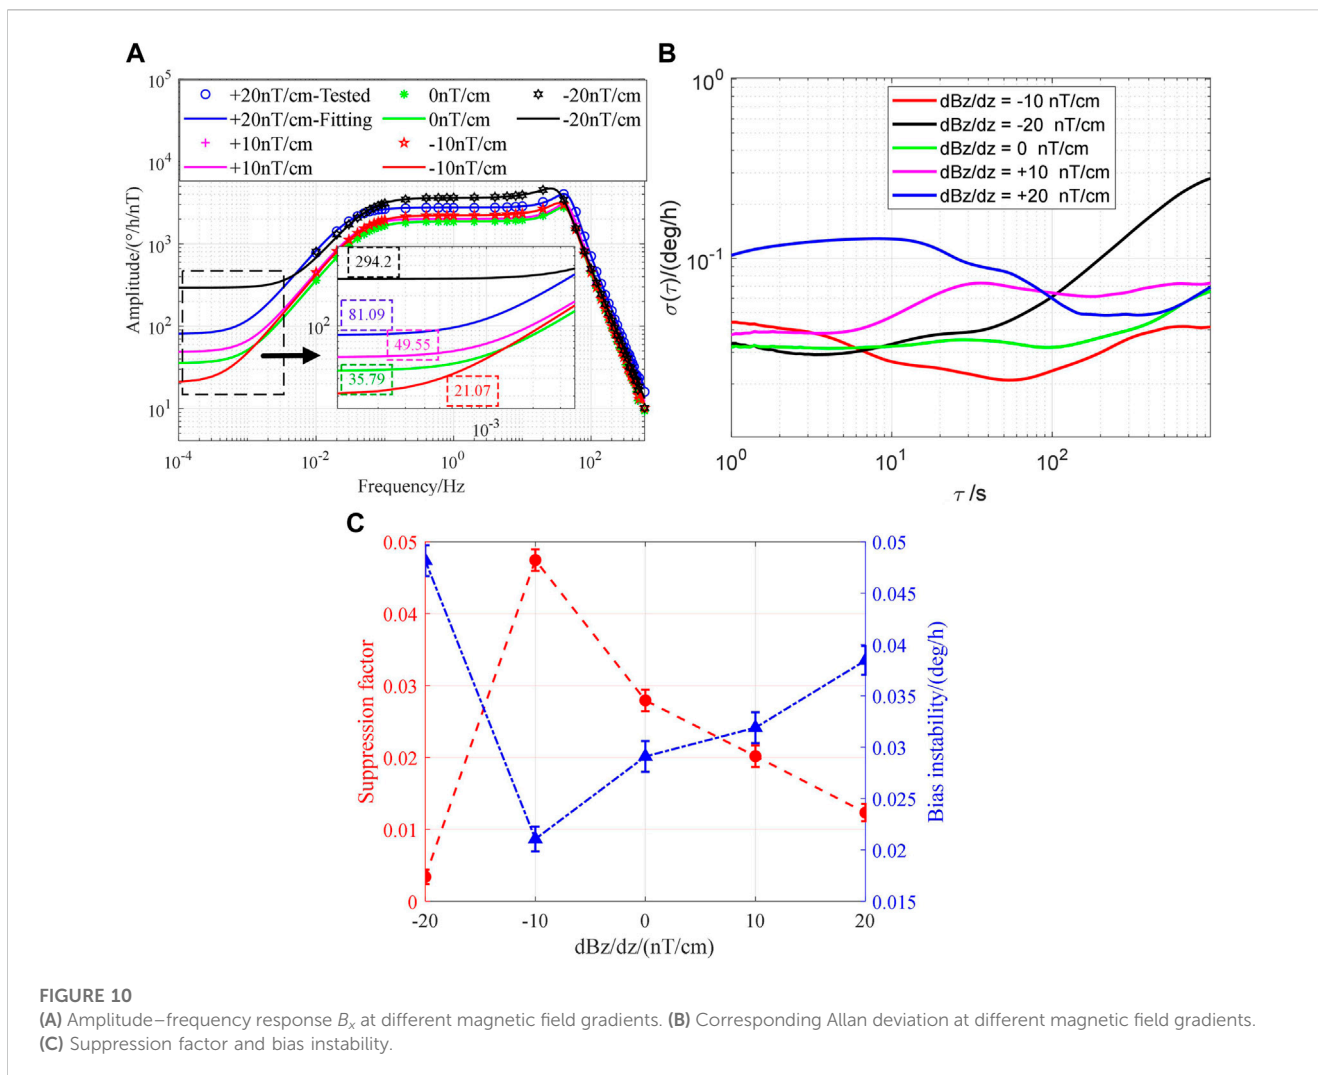 A
10^5
10^4
10^3
10^2
10^1
Amplitude/(°/h/nT)
+20nT/cm-Tested 0nT/cm -20nT/cm
+20nT/cm-Fitting 0nT/cm -20nT/cm
+10nT/cm -10nT/cm
+10nT/cm -10nT/cm
294.2
81.09
49.55
35.79
21.07
10^2
10^-3
10^-4 10^-2 10^0 10^2
Frequency/Hz
B
10^0
10^-1
σ(τ)/(deg/h)
dBz/dz = -10 nT/cm
dBz/dz = -20 nT/cm
dBz/dz = 0 nT/cm
dBz/dz = +10 nT/cm
dBz/dz = +20 nT/cm
10^0 10^1 10^2
τ /s
C
0.05
0.04
0.03
0.02
0.01
0
Suppression factor
0.05
0.045
0.04
0.035
0.03
0.025
0.02
0.015
Bias instability/(deg/h)
-20 -10 0 10 20
dBz/dz/(nT/cm)
FIGURE 10
(A) Amplitude–frequency response Bx at different magnetic field gradients. (B) Corresponding Allan deviation at different magnetic field gradients.
(C) Suppression factor and bias instability.